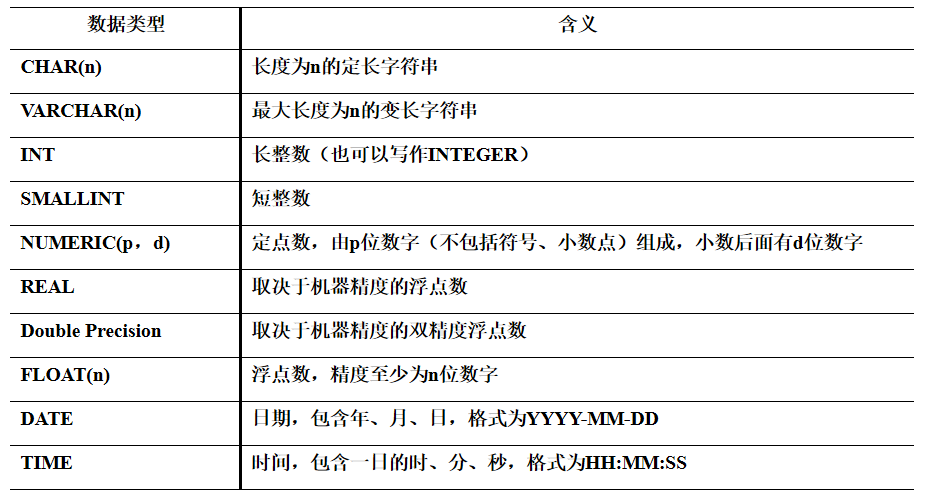 数据类型 含义
CHAR(n) 长度为n的定长字符串
VARCHAR(n) 最大长度为n的变长字符串
INT 长整数（也可以写作INTEGER）
SMALLINT 短整数
NUMERIC(p，d) 定点数，由p位数字（不包括符号、小数点）组成，小数后面有d位数字
REAL 取决于机器精度的浮点数
Double Precision 取决于机器精度的双精度浮点数
FLOAT(n) 浮点数，精度至少为n位数字
DATE 日期，包含年、月、日，格式为YYYY-MM-DD
TIME 时间，包含一日的时、分、秒，格式为HH:MM:SS